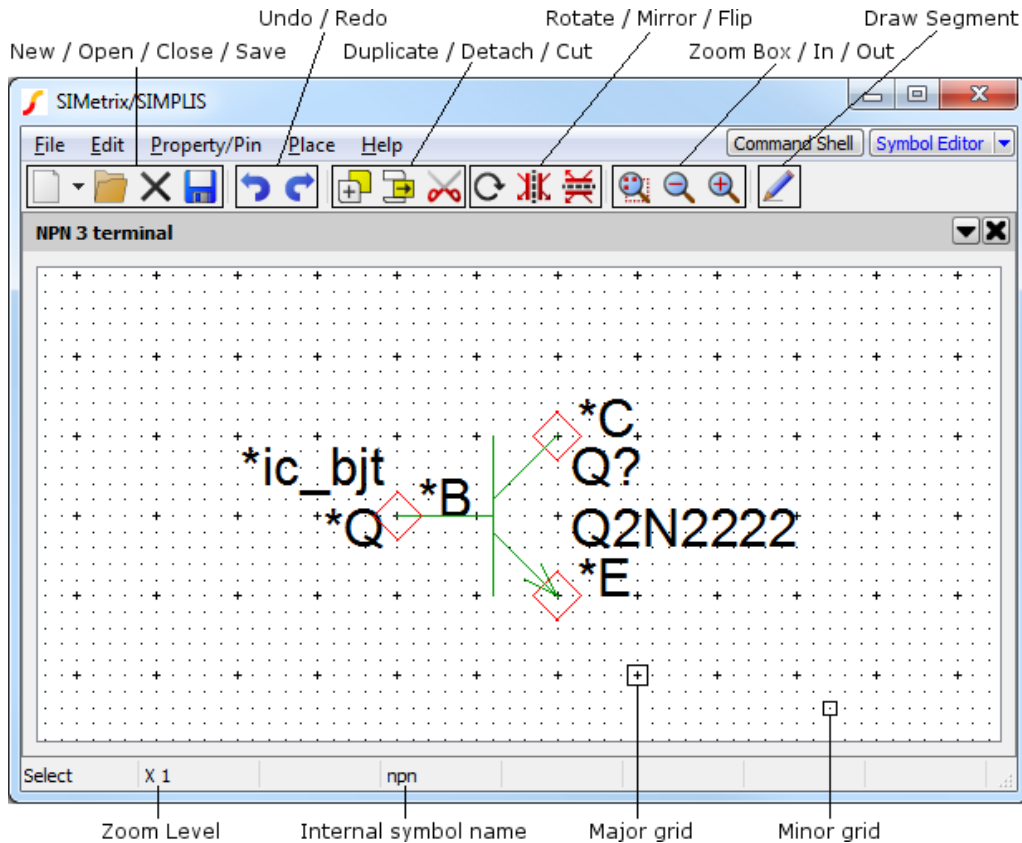 Undo / Redo
Rotate / Mirror / Flip
Draw Segment
New / Open / Close / Save
Duplicate / Detach / Cut
Zoom Box / In / Out
SIMetrix/SIMPLIS
File Edit Property/Pin Place Help
Command Shell
Symbol Editor
NPN 3 terminal
*C
*ic_bjt
Q?
*B
*Q
Q2N2222
*E
Select
X 1
npn
Zoom Level
Internal symbol name
Major grid
Minor grid